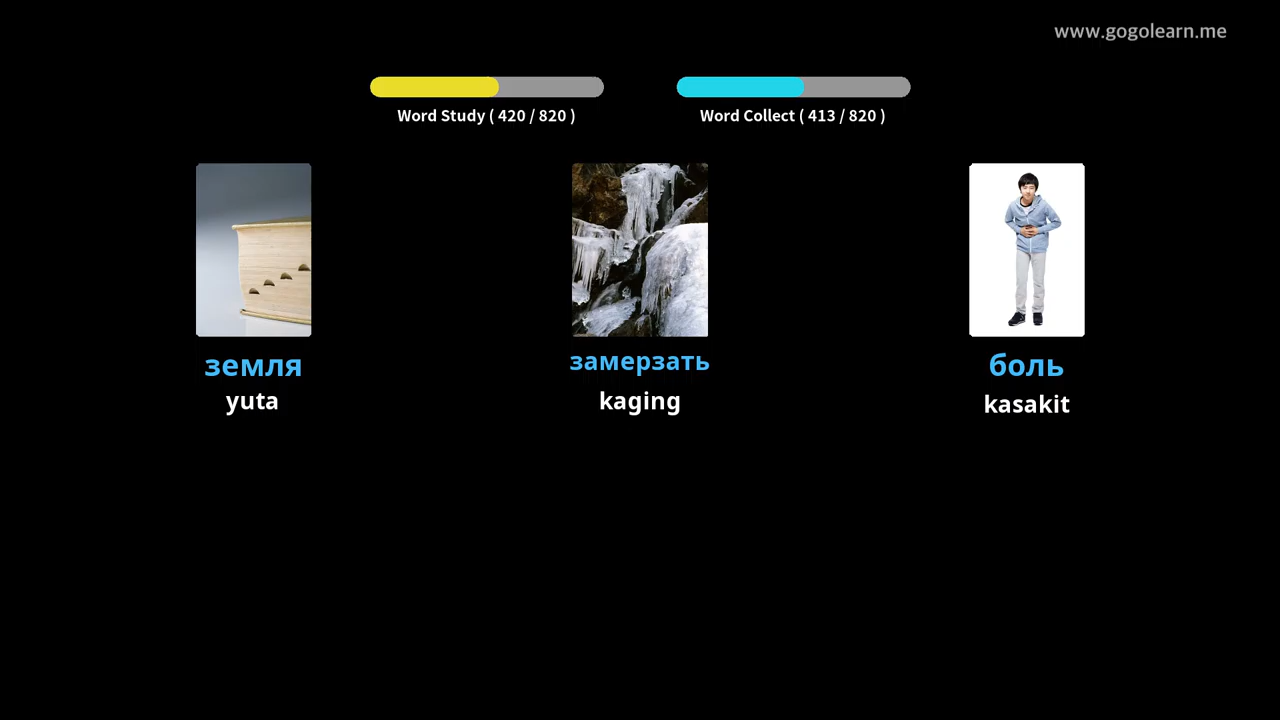 www.gogolearn.me
Word Study ( 420 / 820 )
Word Collect ( 413 / 820 )
земля
замерзать
боль
yuta
kaging
kasakit